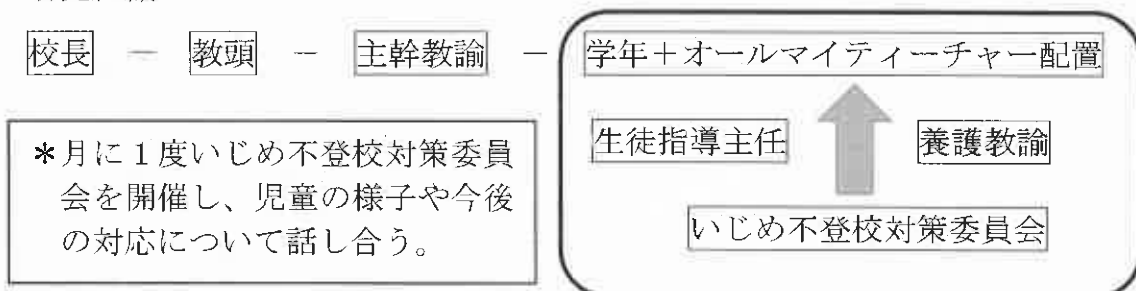 校長 － 教頭 － 主幹教諭 － 学年＋オールマイティーチャー配置
生徒指導主任 養護教諭
いじめ不登校対策委員会
＊月に１度いじめ不登校対策委員
会を開催し、児童の様子や今後
の対応について話し合う。